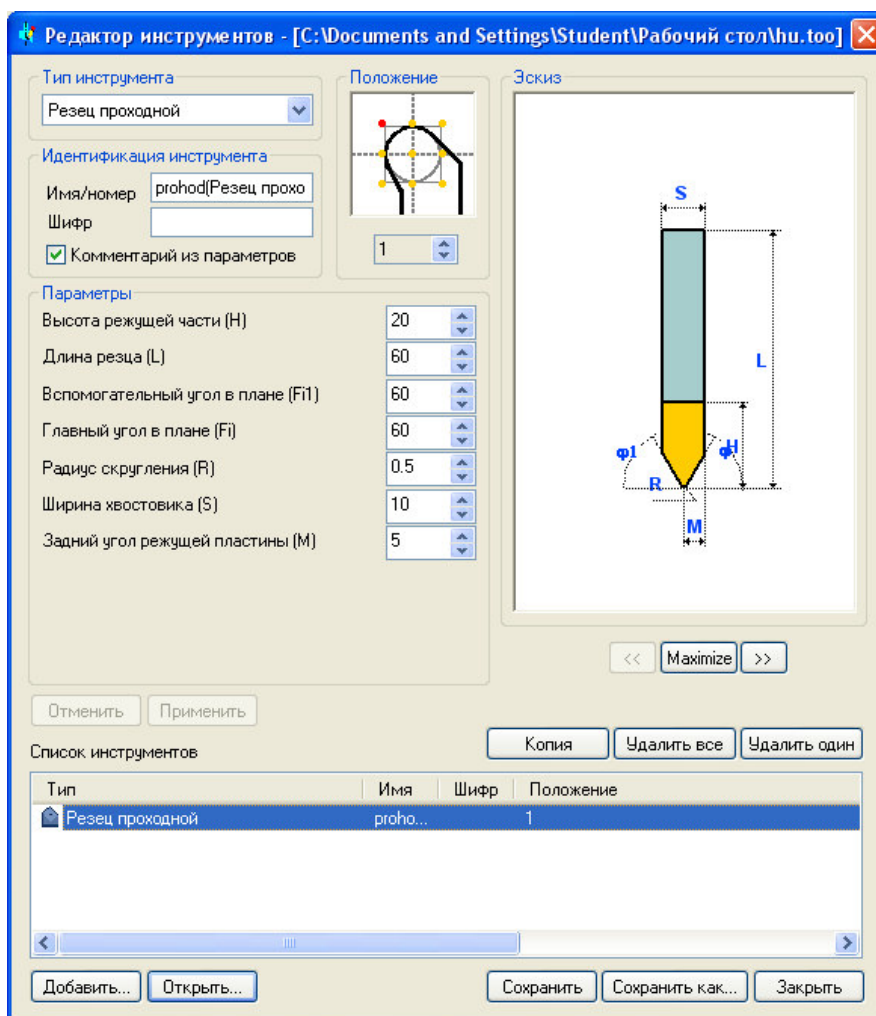 Редактор инструментов - [C:\Documents and Settings\Student\Рабочий стол\hu.too]
Тип инструмента
Резец проходной
Идентификация инструмента
Имя/номер prohod(Резец прохо
Шифр
Комментарий из параметров
Положение
1
Параметры
Высота режущей части (H) 20
Длина резца (L) 60
Вспомогательный угол в плане (Fi1) 60
Главный угол в плане (Fi) 60
Радиус скругления (R) 0.5
Ширина хвостовика (S) 10
Задний угол режущей пластины (M) 5
Эскиз
S
L
φ1 φ H
R
M
<< Maximize >>
Отменить Применить
Список инструментов
Копия Удалить все Удалить один
Тип Имя Шифр Положение
Резец проходной proho... 1
Добавить... Открыть... Сохранить Сохранить как... Закрыть